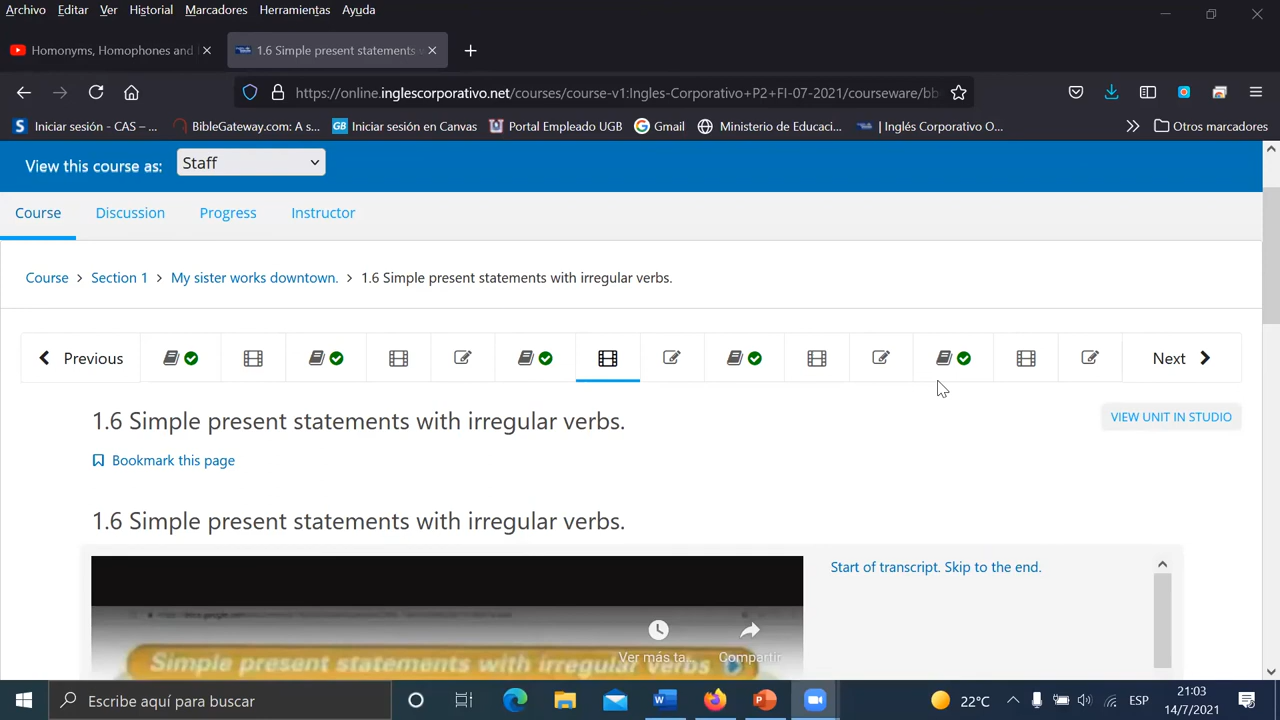 Archivo Editar Ver Historial Marcadores Herramientas Ayuda
Homonyms, Homophones and
1.6 Simple present statements
https://online.inglescorporativo.net/courses/course-v1:Ingles-Corporativo+P2+FI-07-2021/courseware/bb
Iniciar sesión - CAS – ... BibleGateway.com: A s... GB Iniciar sesión en Canvas Portal Empleado UGB Gmail Ministerio de Educaci... | Inglés Corporativo O... Otros marcadores
View this course as: Staff
Course Discussion Progress Instructor
Course > Section 1 > My sister works downtown. > 1.6 Simple present statements with irregular verbs.
Previous Next
1.6 Simple present statements with irregular verbs.
VIEW UNIT IN STUDIO
Bookmark this page
1.6 Simple present statements with irregular verbs.
Start of transcript. Skip to the end.
Ver más ta... Compartir
Simple present statements with irregular verbs
Escribe aquí para buscar 22°C ESP 21:03
14/7/2021